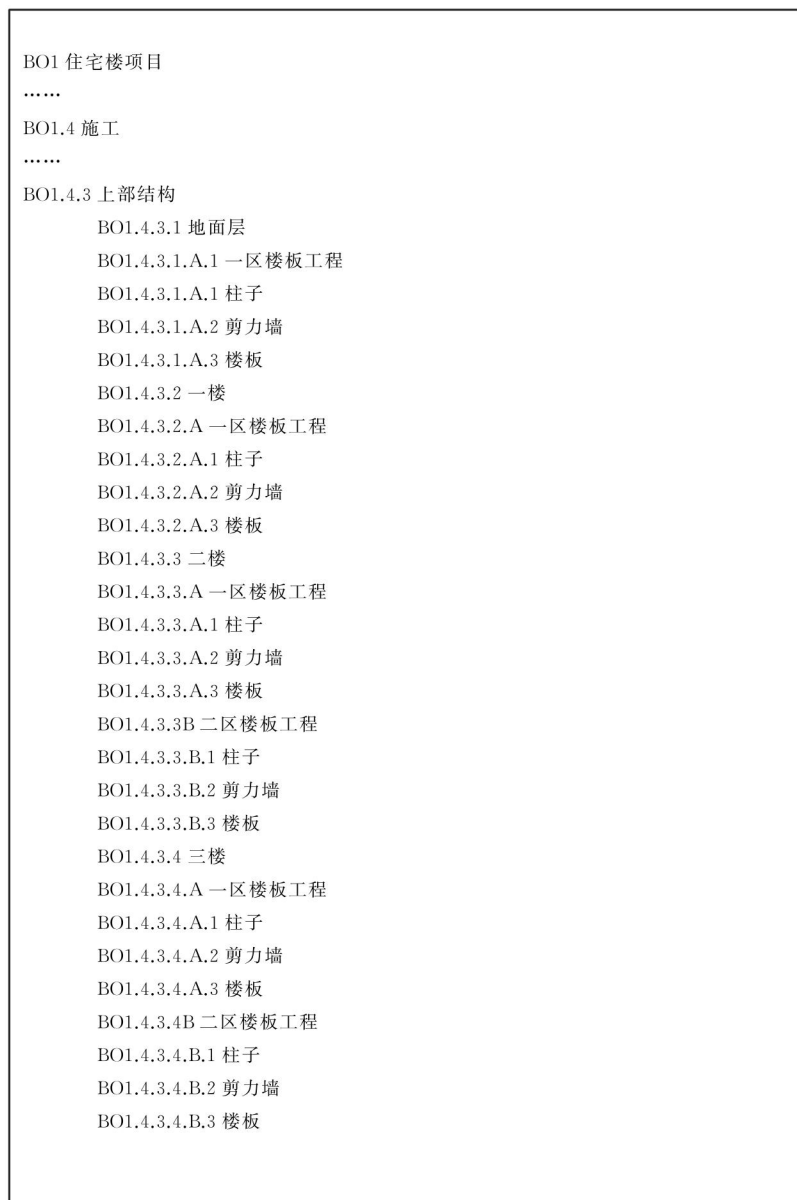 BO1 住宅楼项目
……
BO1.4 施工
……
BO1.4.3 上部结构
BO1.4.3.1 地面层
BO1.4.3.1.A.1 一区楼板工程
BO1.4.3.1.A.1 柱子
BO1.4.3.1.A.2 剪力墙
BO1.4.3.1.A.3 楼板
BO1.4.3.2 一楼
BO1.4.3.2.A 一区楼板工程
BO1.4.3.2.A.1 柱子
BO1.4.3.2.A.2 剪力墙
BO1.4.3.2.A.3 楼板
BO1.4.3.3 二楼
BO1.4.3.3.A 一区楼板工程
BO1.4.3.3.A.1 柱子
BO1.4.3.3.A.2 剪力墙
BO1.4.3.3.A.3 楼板
BO1.4.3.3B 二区楼板工程
BO1.4.3.3.B.1 柱子
BO1.4.3.3.B.2 剪力墙
BO1.4.3.3.B.3 楼板
BO1.4.3.4 三楼
BO1.4.3.4.A 一区楼板工程
BO1.4.3.4.A.1 柱子
BO1.4.3.4.A.2 剪力墙
BO1.4.3.4.A.3 楼板
BO1.4.3.4B 二区楼板工程
BO1.4.3.4.B.1 柱子
BO1.4.3.4.B.2 剪力墙
BO1.4.3.4.B.3 楼板